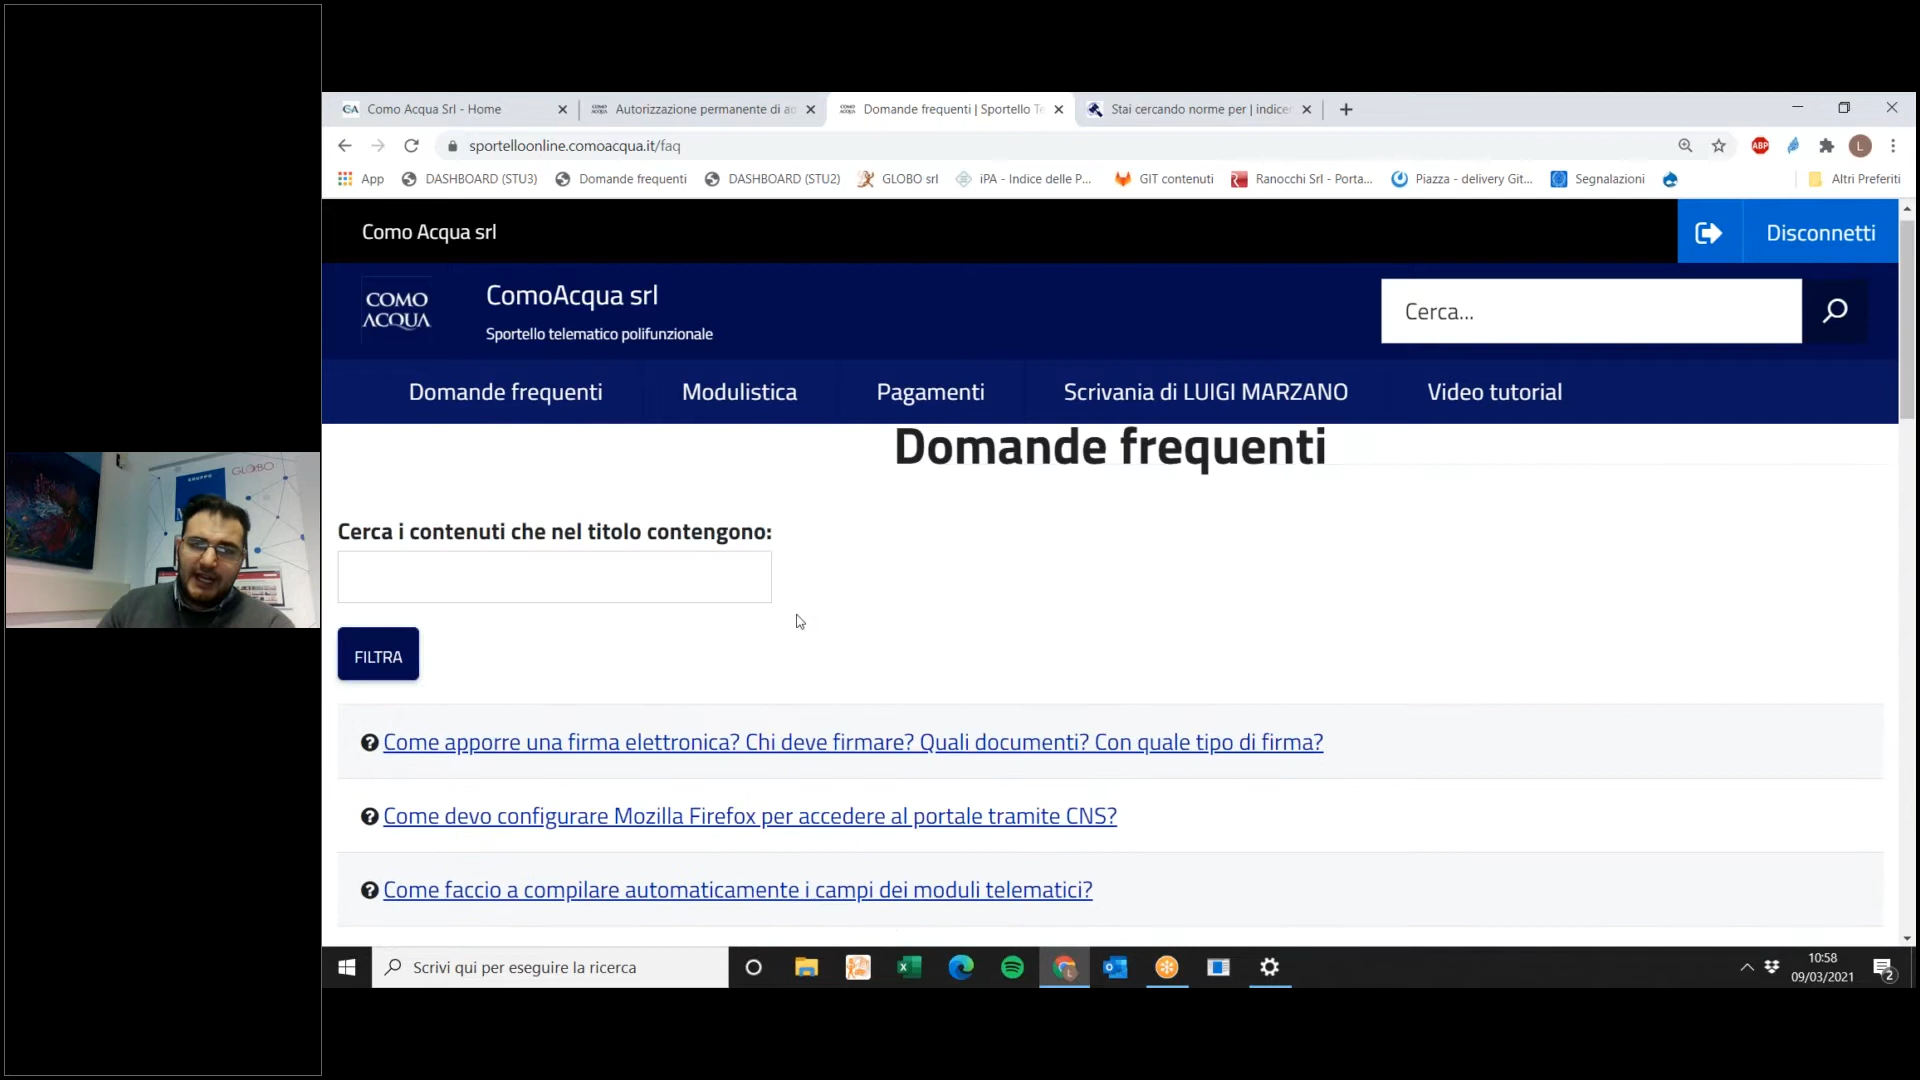 Como Acqua Srl - Home
Autorizzazione permanente di ac
Domande frequenti | Sportello Te
Stai cercando norme per | indicer
sportelloonline.comoacqua.it/faq
ABP
L
App
DASHBOARD (STU3)
Domande frequenti
DASHBOARD (STU2)
GLOBO srl
iPA - Indice delle P...
GIT contenuti
Ranocchi Srl - Porta...
Piazza - delivery Git...
Segnalazioni
Altri Preferiti
Como Acqua srl
Disconnetti
COMO
ACQUA
ComoAcqua srl
Sportello telematico polifunzionale
Cerca...
Domande frequenti
Modulistica
Pagamenti
Scrivania di LUIGI MARZANO
Video tutorial
Domande frequenti
Cerca i contenuti che nel titolo contengono:
GLOBO
GRUPPO
FILTRA
Come apporre una firma elettronica? Chi deve firmare? Quali documenti? Con quale tipo di firma?
Come devo configurare Mozilla Firefox per accedere al portale tramite CNS?
Come faccio a compilare automaticamente i campi dei moduli telematici?
Scrivi qui per eseguire la ricerca
10:58
09/03/2021
2